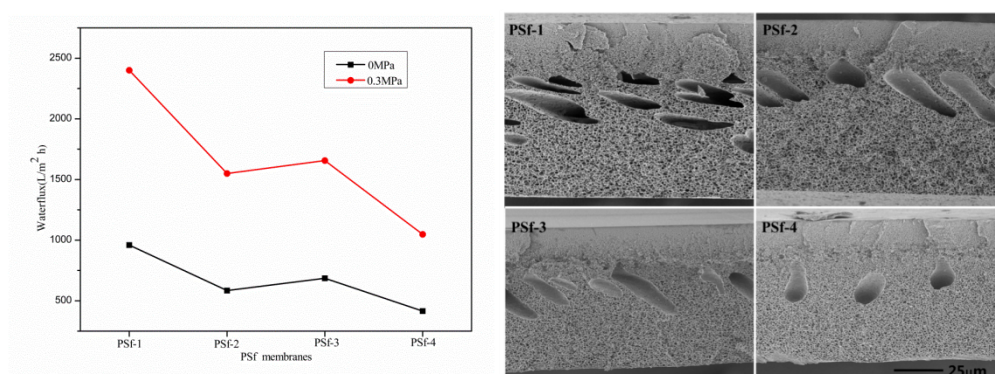 2500
2000
1500
1000
500
Waterflux(L/m² h)
0MPa
0.3MPa
PSf-1
PSf-2
PSf-3
PSf-4
PSf membranes
PSf-1
PSf-2
PSf-3
PSf-4
25μm